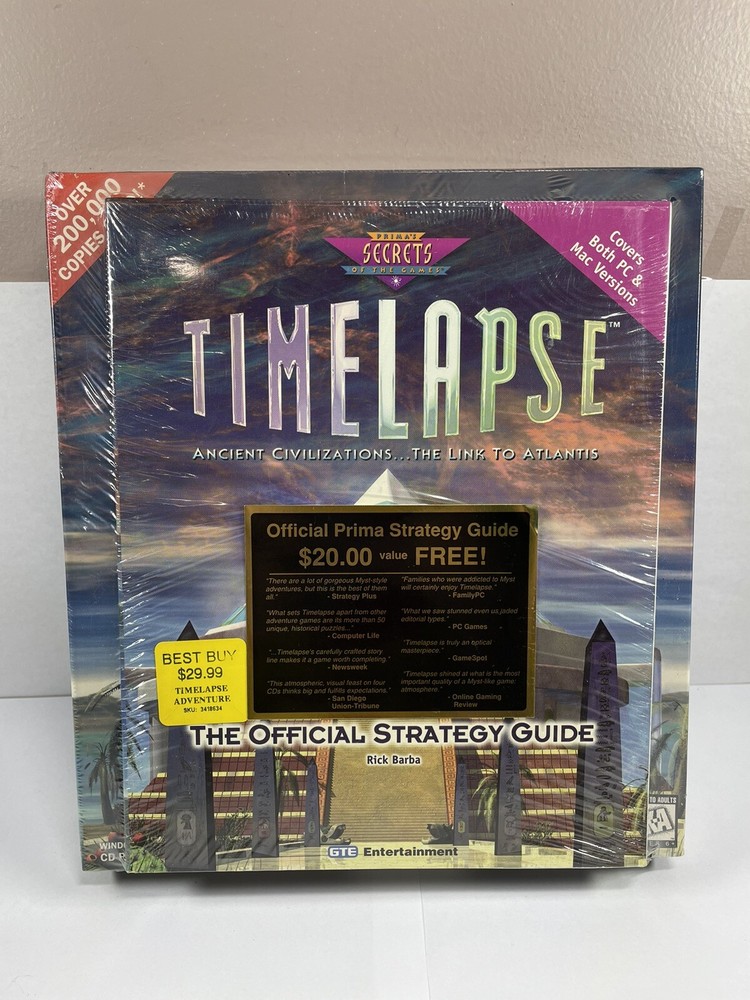 OVER
200,000
COPIES
PRIMA'S
SECRETS
OF THE GAMES
Covers
Both PC &
Mac Versions
TIMELAPSE™
ANCIENT CIVILIZATIONS...THE LINK TO ATLANTIS
Official Prima Strategy Guide
$20.00 value FREE!
"There are a lot of gorgeous Myst-style
adventures, but this is the best of them
all."
- Strategy Plus
"What sets Timelapse apart from other
adventure games are its more than 50
unique, historical puzzles..."
- Computer Life
"...Timelapse's carefully crafted story
line makes it a game worth completing."
- Newsweek
"This atmospheric, visual feast on four
CDs thinks big and fulfills expectations."
- San Diego
Union-Tribune
"Families who were addicted to Myst
will certainly enjoy Timelapse."
- FamilyPC
"What we saw stunned even us jaded
editorial types."
- PC Games
"Timelapse is truly an optical
masterpiece."
- GameSpot
"Timelapse shined at what is the most
important quality of a Myst-like game:
atmosphere."
- Online Gaming
Review
BEST BUY
$29.99
TIMELAPSE
ADVENTURE
SKU: 3418634
THE OFFICIAL STRATEGY GUIDE
Rick Barba
GTE Entertainment
TO ADULTS